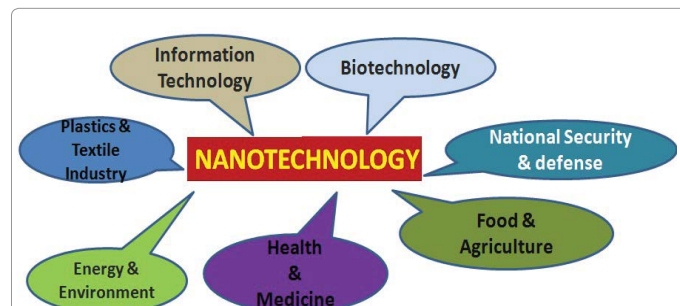 Information
Technology
Biotechnology
Plastics &
Textile
Industry
NANOTECHNOLOGY
National Security
& defense
Food &
Agriculture
Health
&
Medicine
Energy &
Environment